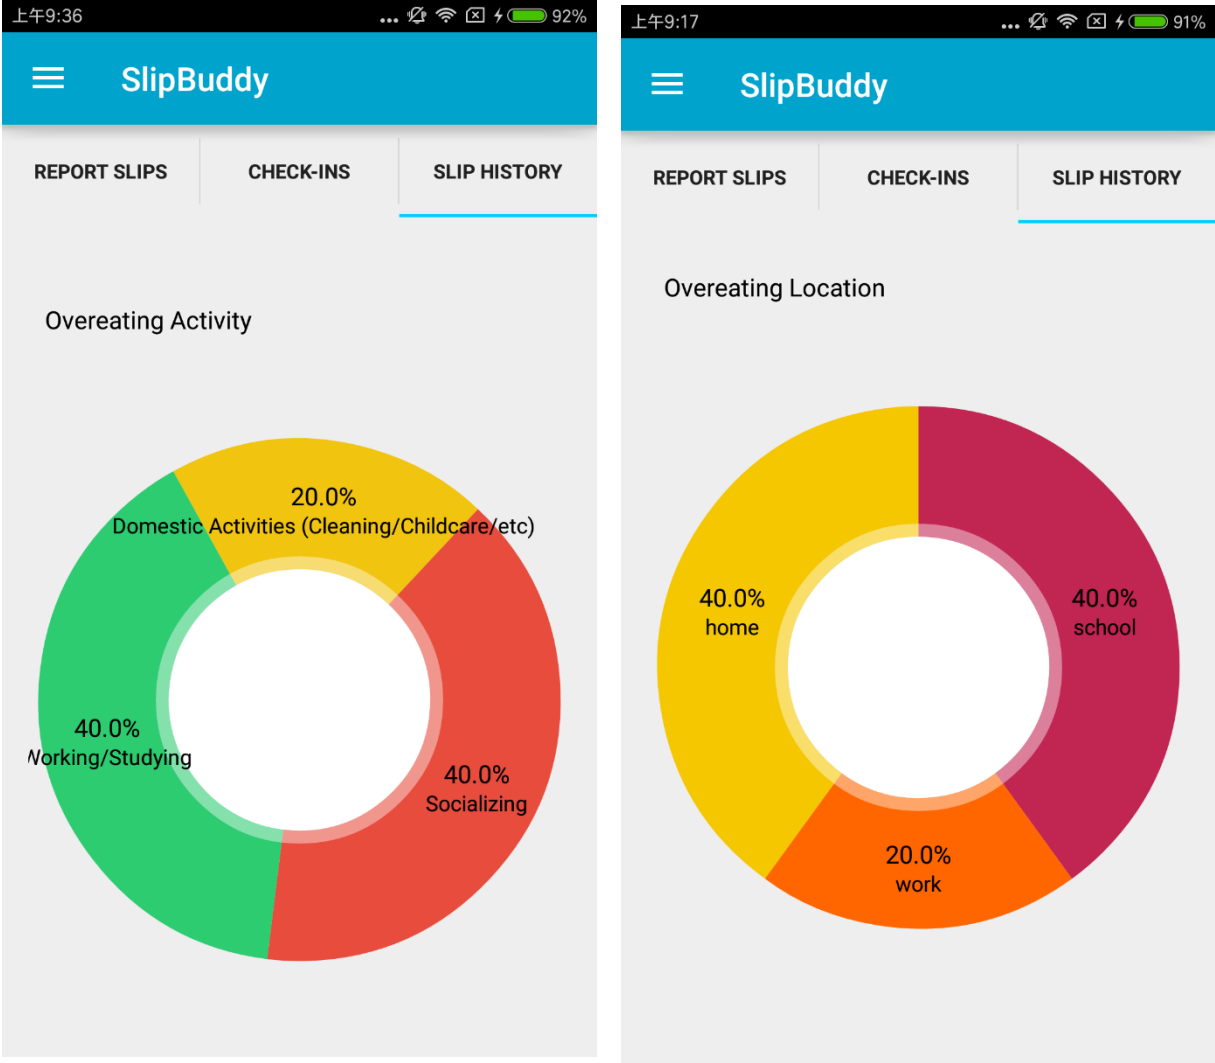 上午9:36
... 92%
SlipBuddy
REPORT SLIPS
CHECK-INS
SLIP HISTORY
Overeating Activity
20.0%
Domestic Activities (Cleaning/Childcare/etc)
40.0%
Working/Studying
40.0%
Socializing
上午9:17
... 91%
SlipBuddy
REPORT SLIPS
CHECK-INS
SLIP HISTORY
Overeating Location
40.0%
home
40.0%
school
20.0%
work